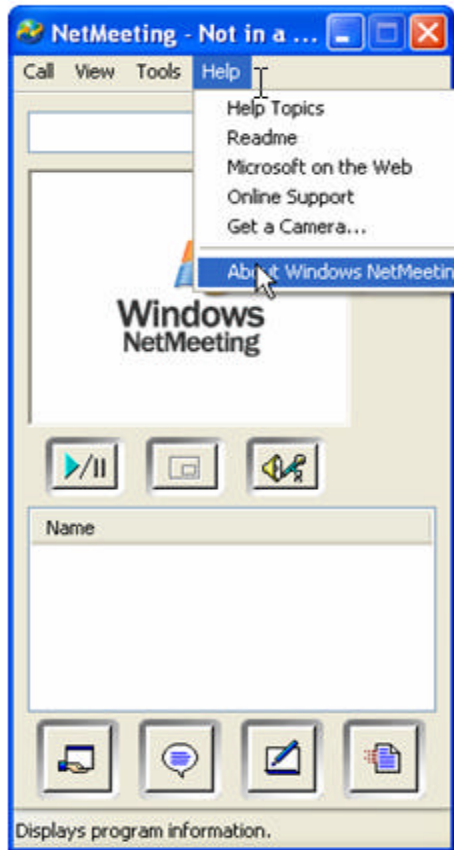 NetMeeting - Not in a ...
Call View Tools Help
Help Topics
Readme
Microsoft on the Web
Online Support
Get a Camera...
About Windows NetMeetin
Windows
NetMeeting
Name
Displays program information.